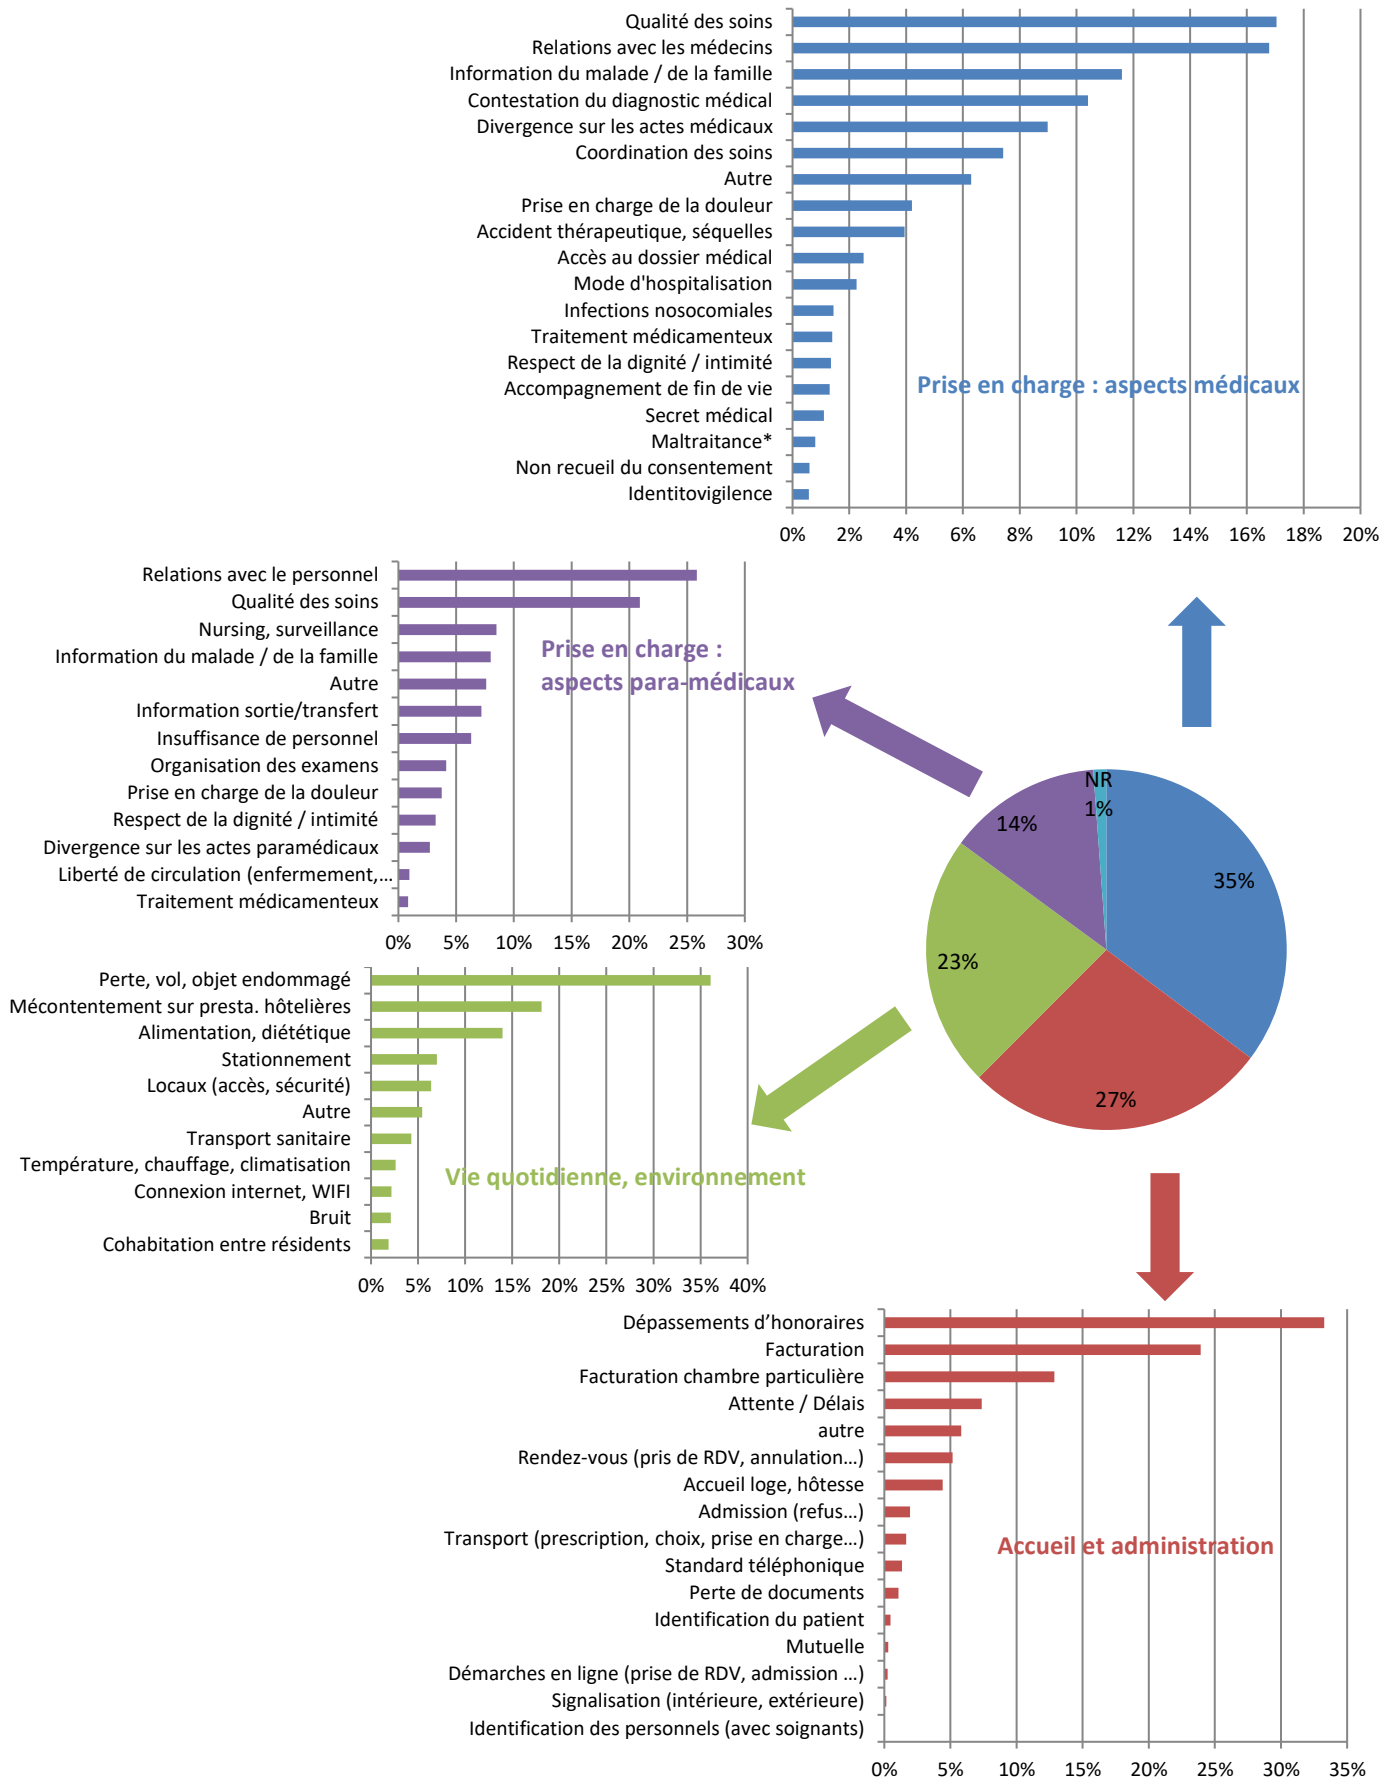 Qualité des soins
Relations avec les médecins
Information du malade / de la famille
Contestation du diagnostic médical
Divergence sur les actes médicaux
Coordination des soins
Autre
Prise en charge de la douleur
Accident thérapeutique, séquelles
Accès au dossier médical
Mode d'hospitalisation
Infections nosocomiales
Traitement médicamenteux
Respect de la dignité / intimité
Accompagnement de fin de vie
Secret médical
Maltraitance*
Non recueil du consentement
Identitovigilence
Prise en charge : aspects médicaux
0% 2% 4% 6% 8% 10% 12% 14% 16% 18% 20%
Relations avec le personnel
Qualité des soins
Nursing, surveillance
Information du malade / de la famille
Autre
Information sortie/transfert
Insuffisance de personnel
Organisation des examens
Prise en charge de la douleur
Respect de la dignité / intimité
Divergence sur les actes paramédicaux
Liberté de circulation (enfermement,...
Traitement médicamenteux
Prise en charge :
aspects para-médicaux
0% 5% 10% 15% 20% 25% 30%
NR
1%
14%
35%
23%
27%
Perte, vol, objet endommagé
Mécontentement sur presta. hôtelières
Alimentation, diététique
Stationnement
Locaux (accès, sécurité)
Autre
Transport sanitaire
Température, chauffage, climatisation
Connexion internet, WIFI
Bruit
Cohabitation entre résidents
Vie quotidienne, environnement
0% 5% 10% 15% 20% 25% 30% 35% 40%
Dépassements d’honoraires
Facturation
Facturation chambre particulière
Attente / Délais
autre
Rendez-vous (pris de RDV, annulation…)
Accueil loge, hôtesse
Admission (refus…)
Transport (prescription, choix, prise en charge…)
Standard téléphonique
Perte de documents
Identification du patient
Mutuelle
Démarches en ligne (prise de RDV, admission …)
Signalisation (intérieure, extérieure)
Identification des personnels (avec soignants)
Accueil et administration
0% 5% 10% 15% 20% 25% 30% 35%